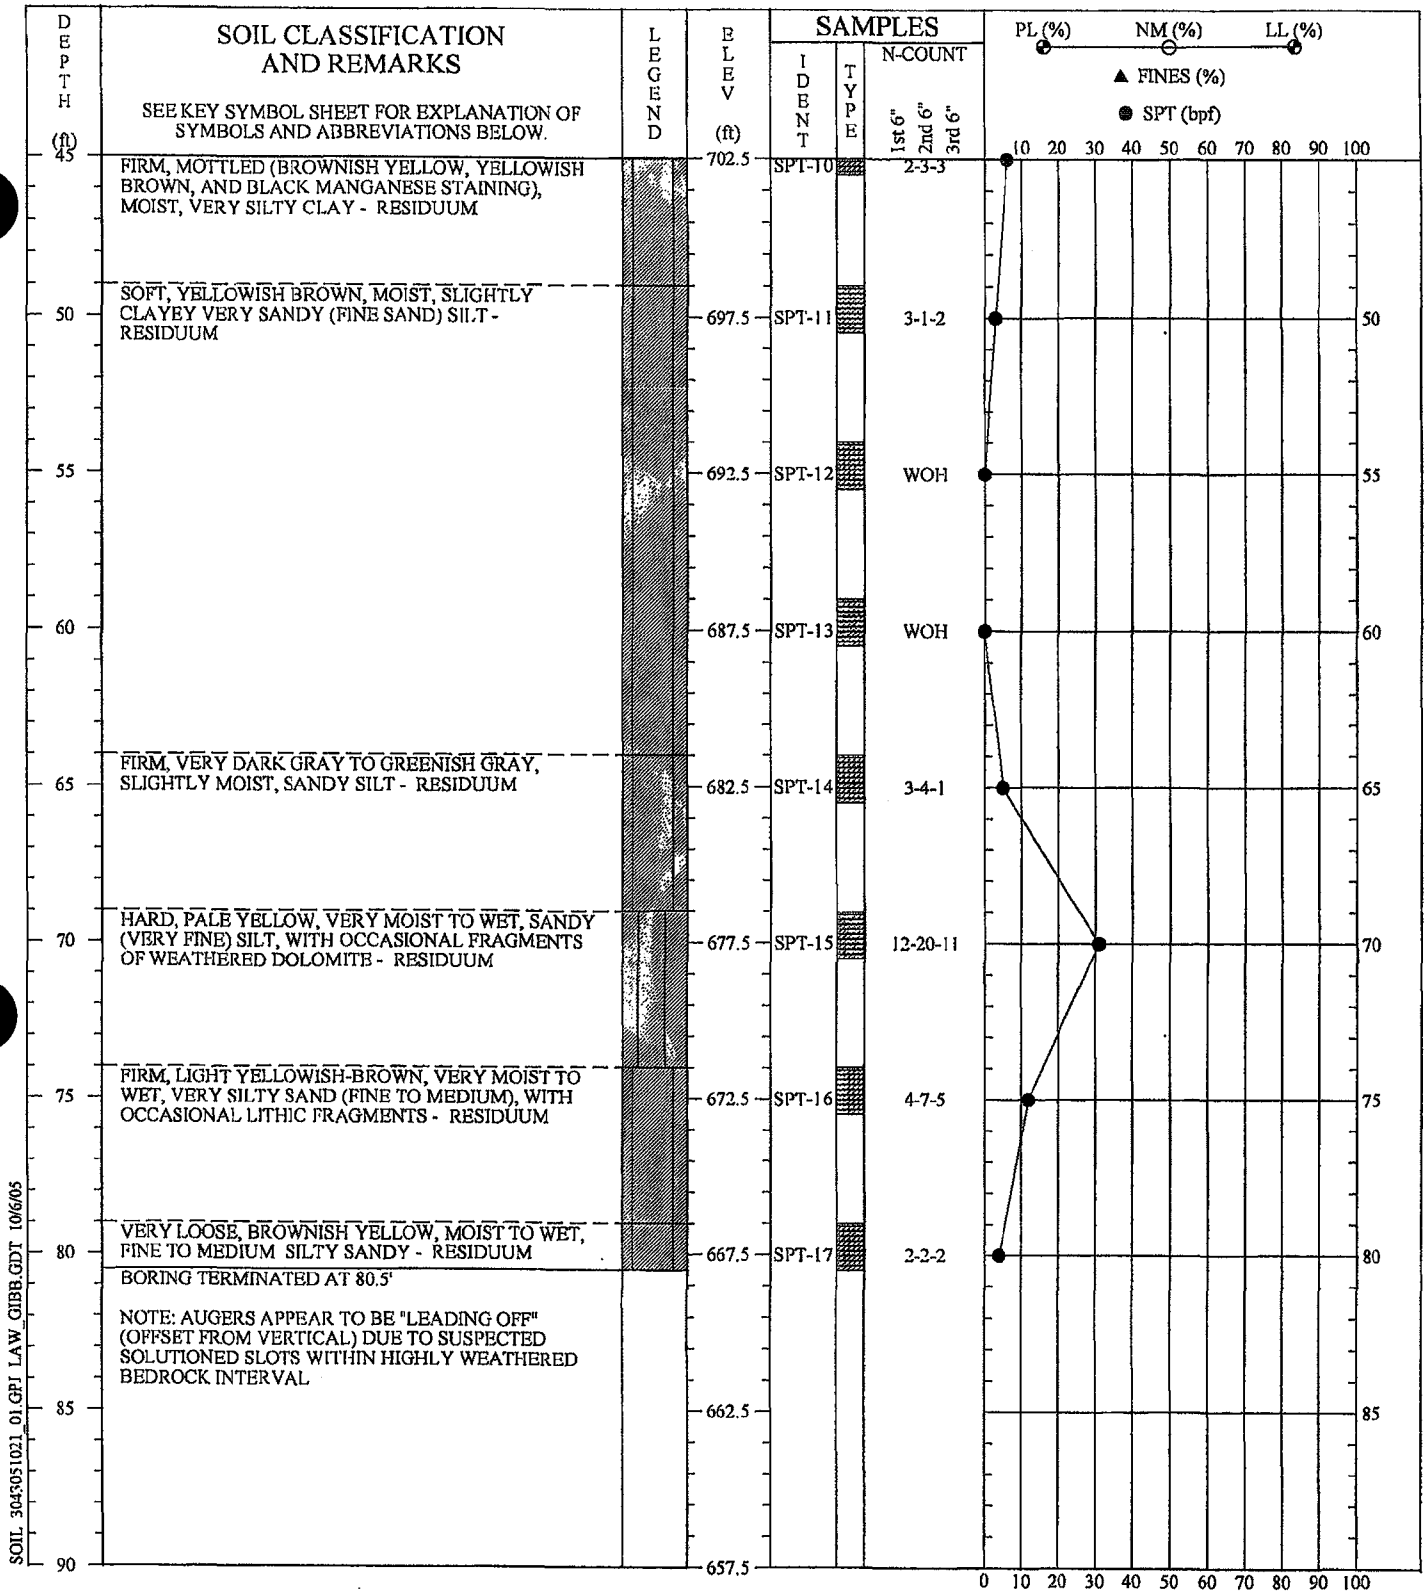 DEPTH (ft)
SOIL CLASSIFICATION
AND REMARKS
SEE KEY SYMBOL SHEET FOR EXPLANATION OF
SYMBOLS AND ABBREVIATIONS BELOW.
LEGEND
ELEV (ft)
SAMPLES
IDENT
TYPE
N-COUNT
1st 6"
2nd 6"
3rd 6"
PL (%) NM (%) LL (%)
▲ FINES (%)
● SPT (bpf)
10 20 30 40 50 60 70 80 90 100
45
FIRM, MOTTLED (BROWNISH YELLOW, YELLOWISH
BROWN, AND BLACK MANGANESE STAINING),
MOIST, VERY SILTY CLAY - RESIDUUM
702.5 SPT-10 2-3-3
SOFT, YELLOWISH BROWN, MOIST, SLIGHTLY
CLAYEY VERY SANDY (FINE SAND) SILT -
RESIDUUM
50 697.5 SPT-11 3-1-2 50
55 692.5 SPT-12 WOH 55
60 687.5 SPT-13 WOH 60
FIRM, VERY DARK GRAY TO GREENISH GRAY,
SLIGHTLY MOIST, SANDY SILT - RESIDUUM
65 682.5 SPT-14 3-4-1 65
HARD, PALE YELLOW, VERY MOIST TO WET, SANDY
(VERY FINE) SILT, WITH OCCASIONAL FRAGMENTS
OF WEATHERED DOLOMITE - RESIDUUM
70 677.5 SPT-15 12-20-11 70
FIRM, LIGHT YELLOWISH-BROWN, VERY MOIST TO
WET, VERY SILTY SAND (FINE TO MEDIUM), WITH
OCCASIONAL LITHIC FRAGMENTS - RESIDUUM
75 672.5 SPT-16 4-7-5 75
VERY LOOSE, BROWNISH YELLOW, MOIST TO WET,
FINE TO MEDIUM SILTY SANDY - RESIDUUM
80 667.5 SPT-17 2-2-2 80
BORING TERMINATED AT 80.5'
NOTE: AUGERS APPEAR TO BE "LEADING OFF"
(OFFSET FROM VERTICAL) DUE TO SUSPECTED
SOLUTIONED SLOTS WITHIN HIGHLY WEATHERED
BEDROCK INTERVAL
85 662.5 85
90 657.5
0 10 20 30 40 50 60 70 80 90 100
SOIL 3043051021_01.GPJ LAW_GIBB.GDT 10/6/05